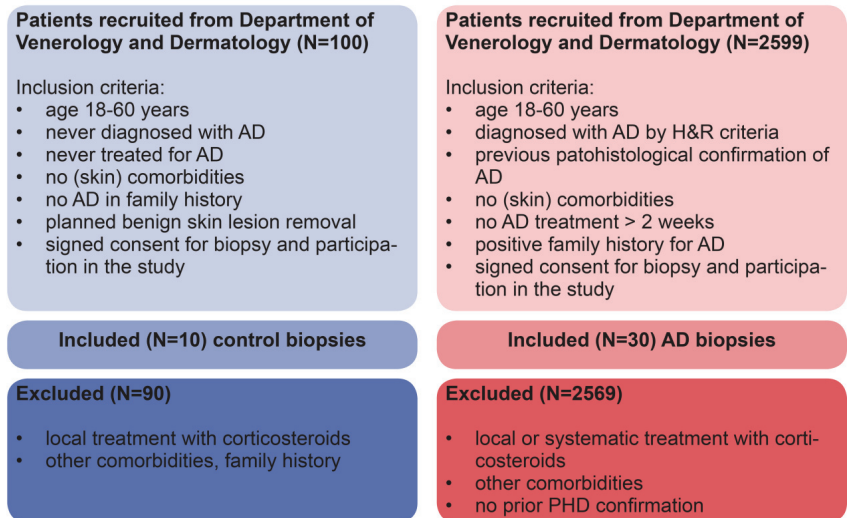 Patients recruited from Department of
Venerology and Dermatology (N=100)
Inclusion criteria:
• age 18-60 years
• never diagnosed with AD
• never treated for AD
• no (skin) comorbidities
• no AD in family history
• planned benign skin lesion removal
• signed consent for biopsy and participa-
tion in the study
Included (N=10) control biopsies
Excluded (N=90)
• local treatment with corticosteroids
• other comorbidities, family history
Patients recruited from Department of
Venerology and Dermatology (N=2599)
Inclusion criteria:
• age 18-60 years
• diagnosed with AD by H&R criteria
• previous patohistological confirmation of
AD
• no (skin) comorbidities
• no AD treatment > 2 weeks
• positive family history for AD
• signed consent for biopsy and participa-
tion in the study
Included (N=30) AD biopsies
Excluded (N=2569)
• local or systematic treatment with corti-
costeroids
• other comorbidities
• no prior PHD confirmation